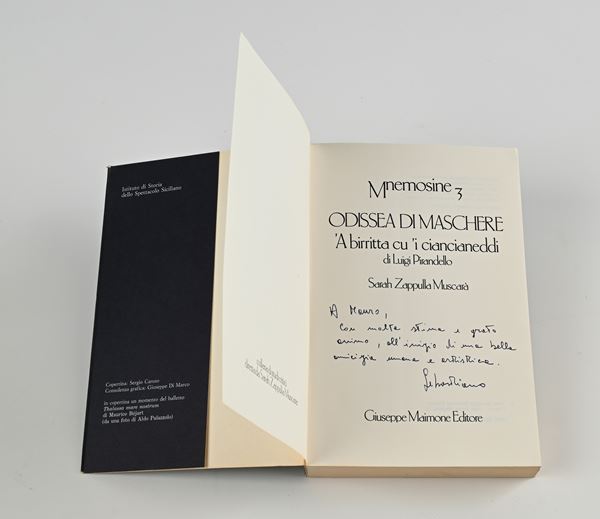 Istituto di Storia
dello Spettacolo Siciliano
Copertina: Sergio Caruso
Consulenza grafica: Giuseppe Di Marco
in copertina un momento del balletto
Thalassa mare nostrum
di Maurice Béjart
(da una foto di Aldo Palazzolo)
Mnemosine 3
ODISSEA DI MASCHERE
'A birritta cu 'i ciancianeddi
di Luigi Pirandello
Sarah Zappulla Muscarà
A Mauro,
con molta stima e grato
animo, all'inizio di una bella
amicizia umana e artistica.
Sebastiano
Giuseppe Maimone Editore